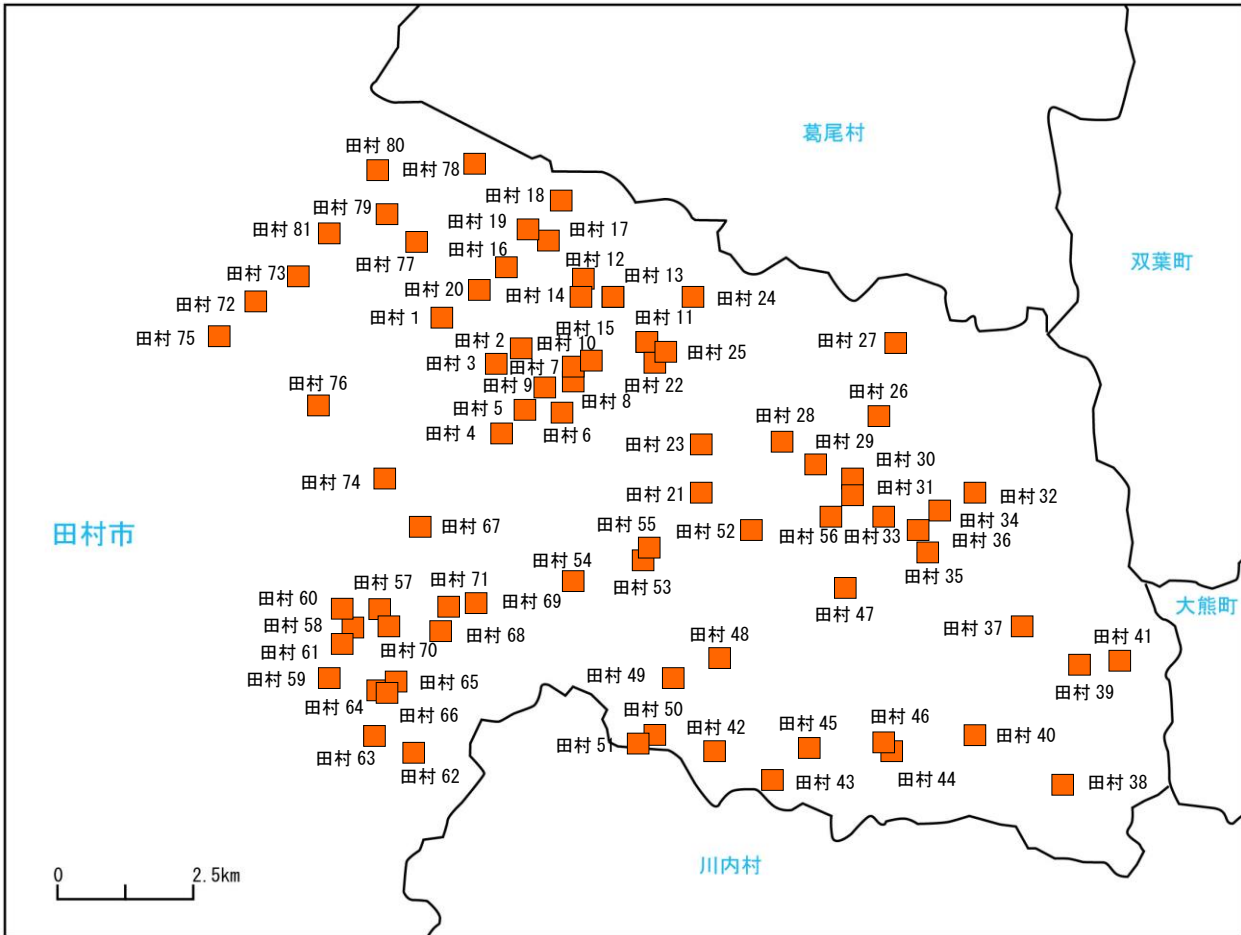 葛尾村
田村 80
田村 78
田村 18
田村 79
田村 19
田村 17
田村 81
田村 77
田村 16
田村 12
田村 13
双葉町
田村 73
田村 20
田村 14
田村 24
田村 72
田村 1
田村 15
田村 11
田村 75
田村 2
田村 10
田村 27
田村 3
田村 7
田村 25
田村 76
田村 9
田村 22
田村 26
田村 5
田村 8
田村 4
田村 6
田村 28
田村 23
田村 29
田村 30
田村 74
田村 31
田村 21
田村 32
田村 34
田村市
田村 67
田村 55
田村 52
田村 56
田村 33
田村 36
田村 54
田村 53
田村 35
田村 57
田村 71
田村 47
田村 60
田村 69
大熊町
田村 58
田村 68
田村 37
田村 61
田村 70
田村 48
田村 41
田村 59
田村 65
田村 49
田村 39
田村 64
田村 66
田村 50
田村 42
田村 45
田村 46
田村 40
田村 51
田村 63
田村 62
田村 43
田村 44
田村 38
川内村
0
2.5km